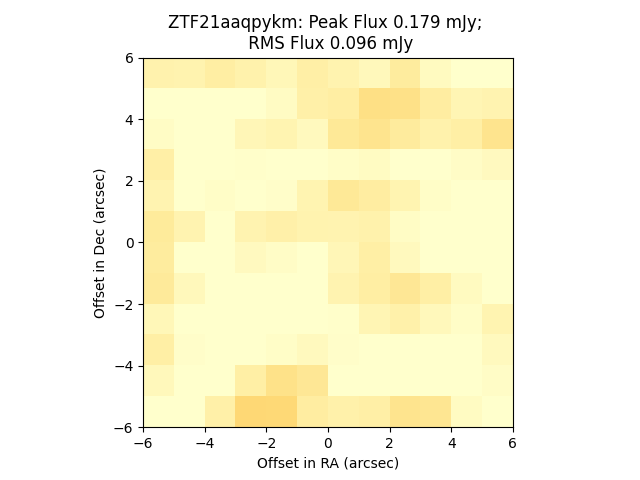 ZTF21aaqpykm: Peak Flux 0.179 mJy;
RMS Flux 0.096 mJy
6
4
2
0
−2
−4
−6
Offset in Dec (arcsec)
−6 −4 −2 0 2 4 6
Offset in RA (arcsec)